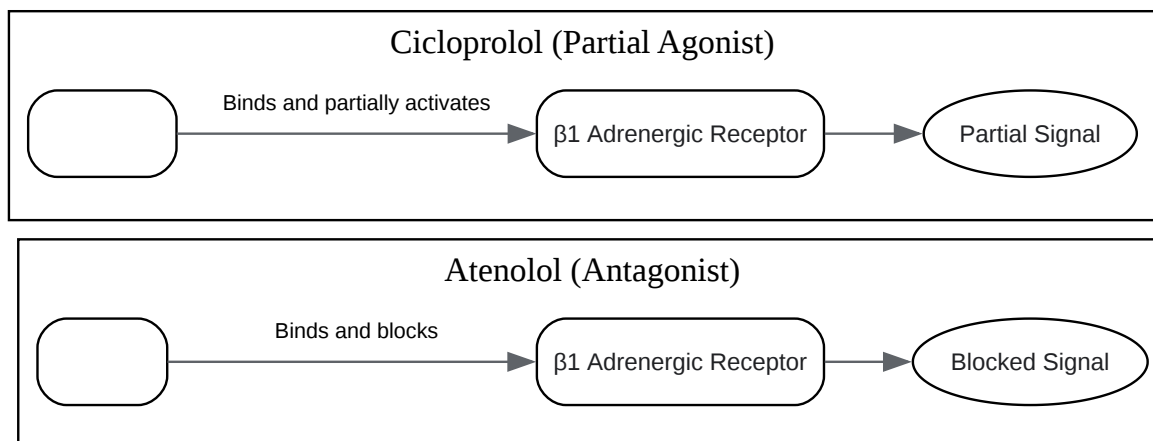 Cicloprolol (Partial Agonist)
Binds and partially activates
β1 Adrenergic Receptor
Partial Signal
Atenolol (Antagonist)
Binds and blocks
β1 Adrenergic Receptor
Blocked Signal